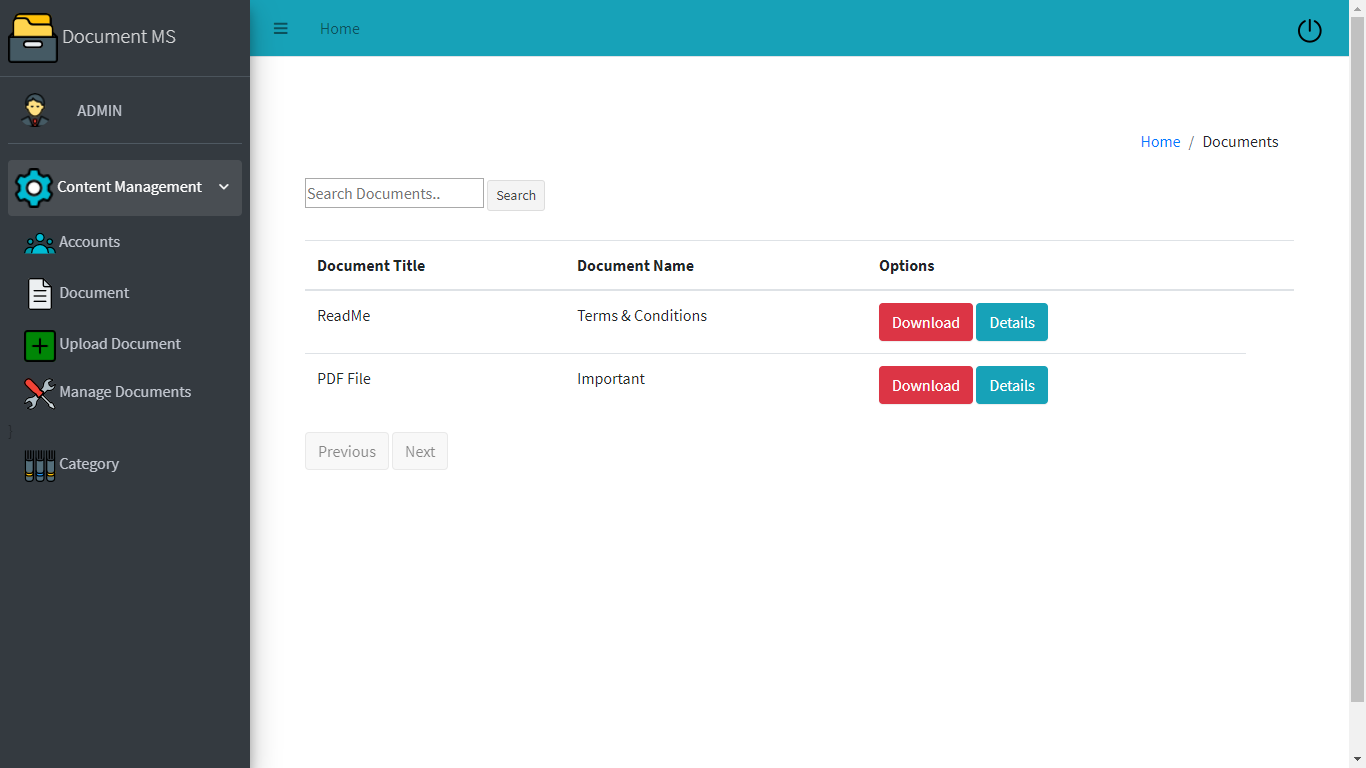 Document MS
Home
ADMIN
Home / Documents
Content Management
Search Documents.. Search
Accounts
Document Title Document Name Options
Document
ReadMe Terms & Conditions Download Details
Upload Document
PDF File Important Download Details
Manage Documents
}
Previous Next
Category